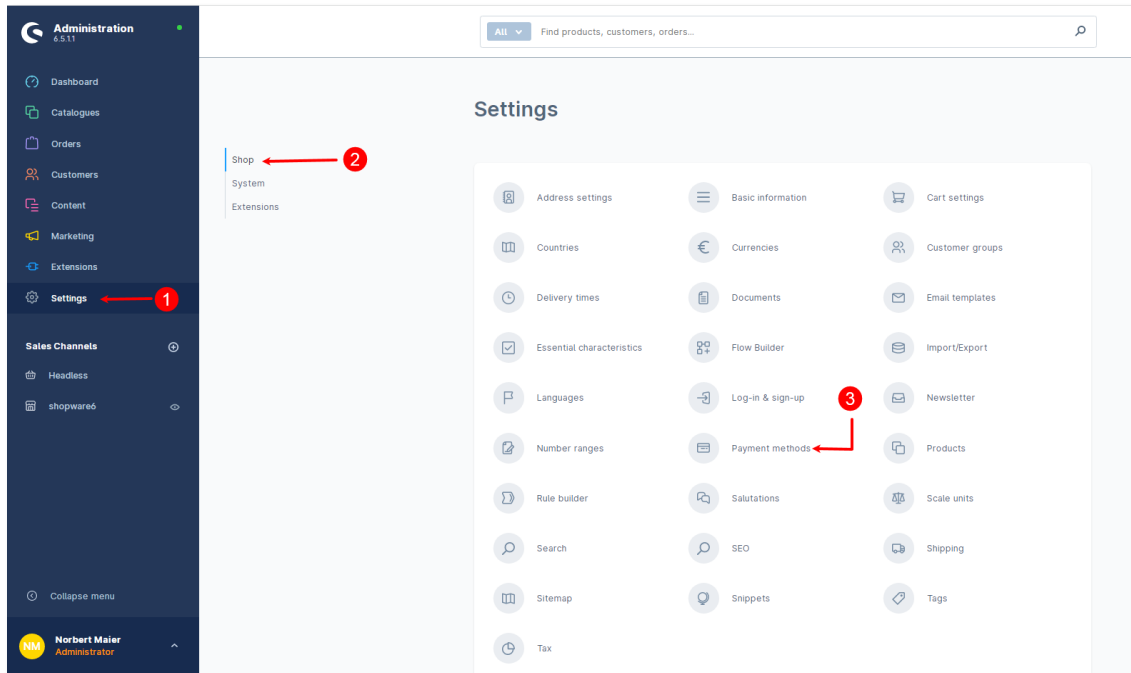 Administration
6.5.1.1
All
Find products, customers, orders...
Dashboard
Catalogues
Orders
Customers
Content
Marketing
Extensions
Settings
1
Sales Channels
Headless
shopware6
Collapse menu
NM
Norbert Maier
Administrator
Settings
Shop
2
System
Extensions
Address settings
Basic information
Cart settings
Countries
Currencies
Customer groups
Delivery times
Documents
Email templates
Essential characteristics
Flow Builder
Import/Export
Languages
Log-in & sign-up
3
Newsletter
Number ranges
Payment methods
Products
Rule builder
Salutations
Scale units
Search
SEO
Shipping
Sitemap
Snippets
Tags
Tax